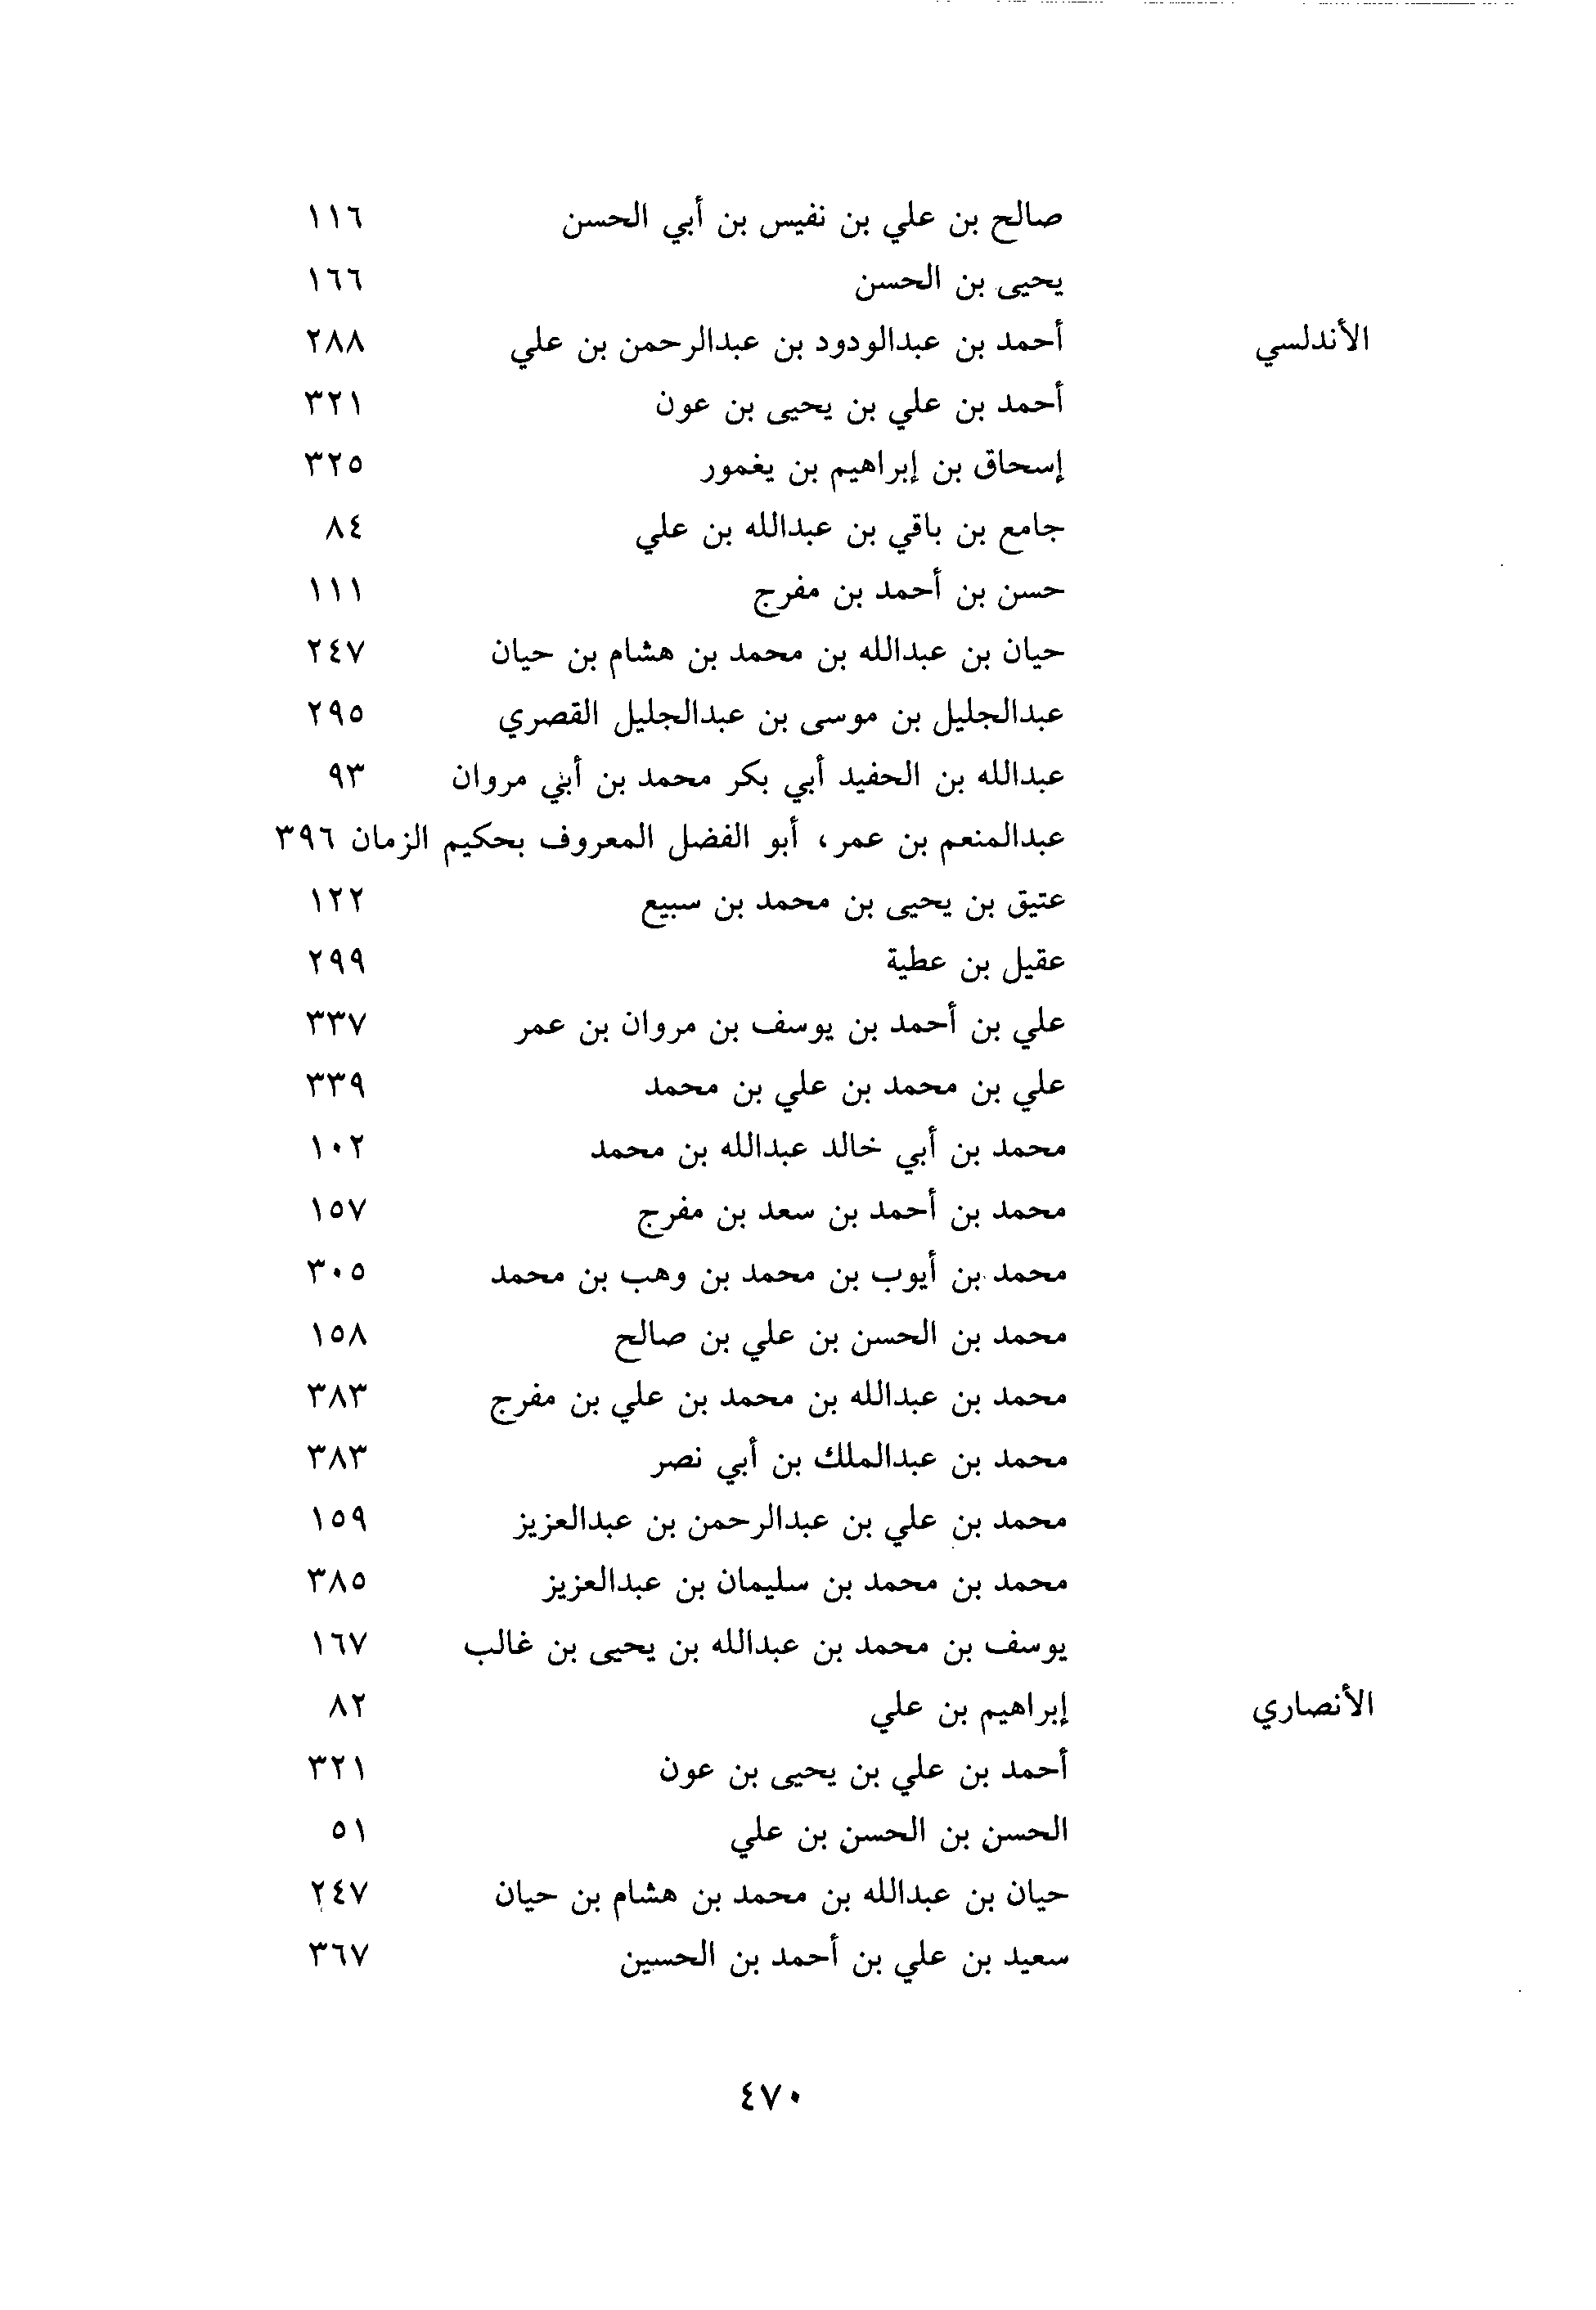 صالح بن علي بن نفيس بن أبي الحسن ١١٦
يحيى بن الحسن ١٦٦
الأندلسي أحمد بن عبدالودود بن عبدالرحمن بن علي ٢٨٨
أحمد بن علي بن يحيى بن عون ٣٢١
إسحاق بن إبراهيم بن يغمور ٣٢٥
جامع بن باقي بن عبدالله بن علي ٨٤
حسن بن أحمد بن مفرج ١١١
حيان بن عبدالله بن محمد بن هشام بن حيان ٢٤٧
عبدالجليل بن موسى بن عبدالجليل القصري ٢٩٥
عبدالله بن الحفيد أبي بكر محمد بن أبي مروان ٩٣
عبدالمنعم بن عمر، أبو الفضل المعروف بحكيم الزمان ٣٩٦
عتيق بن يحيى بن محمد بن سبيع ١٢٢
عقيل بن عطية ٢٩٩
علي بن أحمد بن يوسف بن مروان بن عمر ٣٣٧
علي بن محمد بن علي بن محمد ٣٣٩
محمد بن أبي خالد عبدالله بن محمد ١٠٢
محمد بن أحمد بن سعد بن مفرج ١٥٧
محمد بن أيوب بن محمد بن وهب بن محمد ٣٠٥
محمد بن الحسن بن علي بن صالح ١٥٨
محمد بن عبدالله بن محمد بن علي بن مفرج ٣٨٣
محمد بن عبدالملك بن أبي نصر ٣٨٣
محمد بن علي بن عبدالرحمن بن عبدالعزيز ١٥٩
محمد بن محمد بن سليمان بن عبدالعزيز ٣٨٥
يوسف بن محمد بن عبدالله بن يحيى بن غالب ١٦٧
الأنصاري إبراهيم بن علي ٨٢
أحمد بن علي بن يحيى بن عون ٣٢١
الحسن بن الحسن بن علي ٥١
حيان بن عبدالله بن محمد بن هشام بن حيان ٢٤٧
سعيد بن علي بن أحمد بن الحسين ٣٦٧
٤٧٠